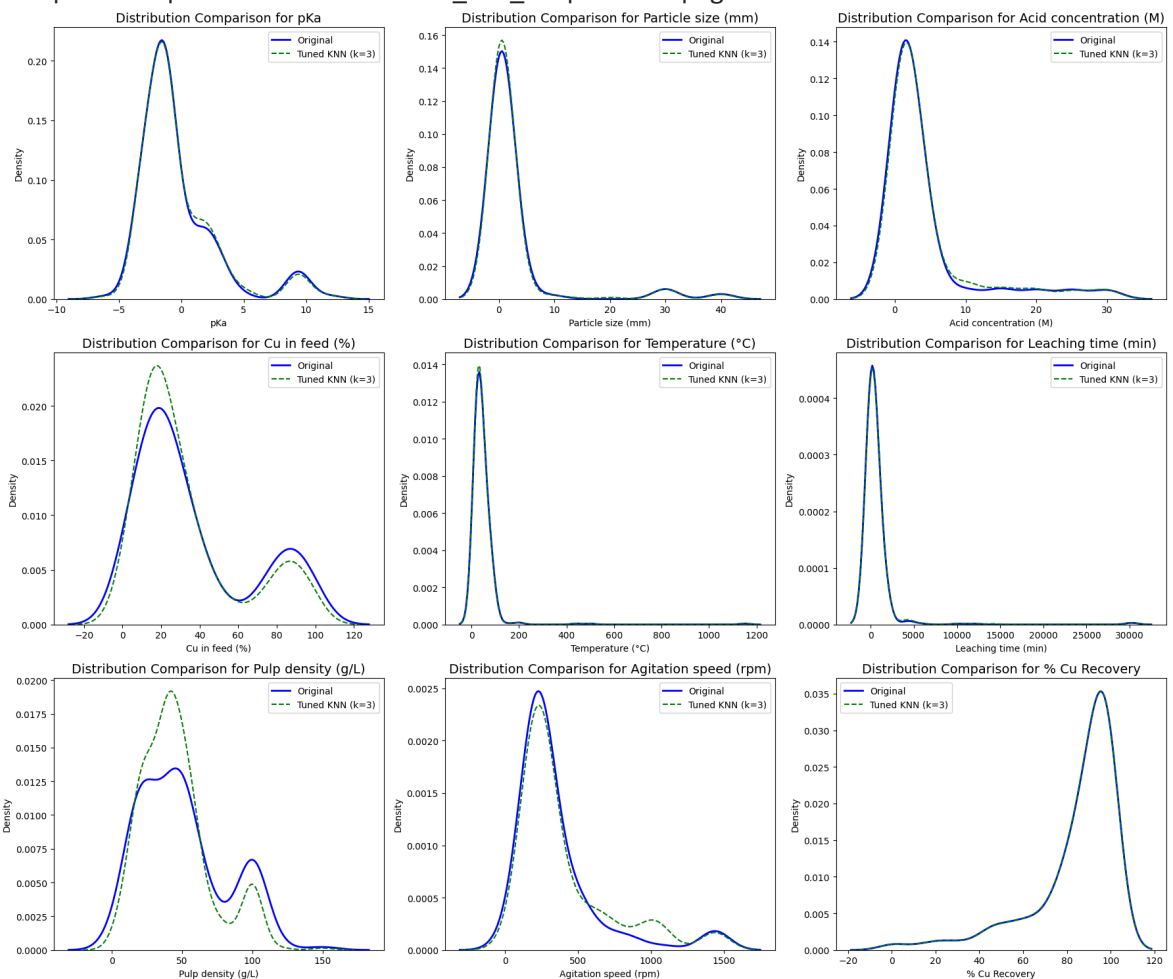 Distribution Comparison for pKa
Original
Tuned KNN (k=3)
Density
0.20
0.15
0.10
0.05
0.00
−10 −5 0 5 10 15
pKa
Distribution Comparison for Particle size (mm)
Original
Tuned KNN (k=3)
Density
0.16
0.14
0.12
0.10
0.08
0.06
0.04
0.02
0.00
0 10 20 30 40
Particle size (mm)
Distribution Comparison for Acid concentration (M)
Original
Tuned KNN (k=3)
Density
0.14
0.12
0.10
0.08
0.06
0.04
0.02
0.00
0 10 20 30
Acid concentration (M)
Distribution Comparison for Cu in feed (%)
Original
Tuned KNN (k=3)
Density
0.020
0.015
0.010
0.005
0.000
−20 0 20 40 60 80 100 120
Cu in feed (%)
Distribution Comparison for Temperature (°C)
Original
Tuned KNN (k=3)
Density
0.014
0.012
0.010
0.008
0.006
0.004
0.002
0.000
0 200 400 600 800 1000 1200
Temperature (°C)
Distribution Comparison for Leaching time (min)
Original
Tuned KNN (k=3)
Density
0.0004
0.0003
0.0002
0.0001
0.0000
0 5000 10000 15000 20000 25000 30000
Leaching time (min)
Distribution Comparison for Pulp density (g/L)
Original
Tuned KNN (k=3)
Density
0.0200
0.0175
0.0150
0.0125
0.0100
0.0075
0.0050
0.0025
0.0000
0 50 100 150
Pulp density (g/L)
Distribution Comparison for Agitation speed (rpm)
Original
Tuned KNN (k=3)
Density
0.0025
0.0020
0.0015
0.0010
0.0005
0.0000
0 500 1000 1500
Agitation speed (rpm)
Distribution Comparison for % Cu Recovery
Original
Tuned KNN (k=3)
Density
0.035
0.030
0.025
0.020
0.015
0.010
0.005
0.000
−20 0 20 40 60 80 100 120
% Cu Recovery